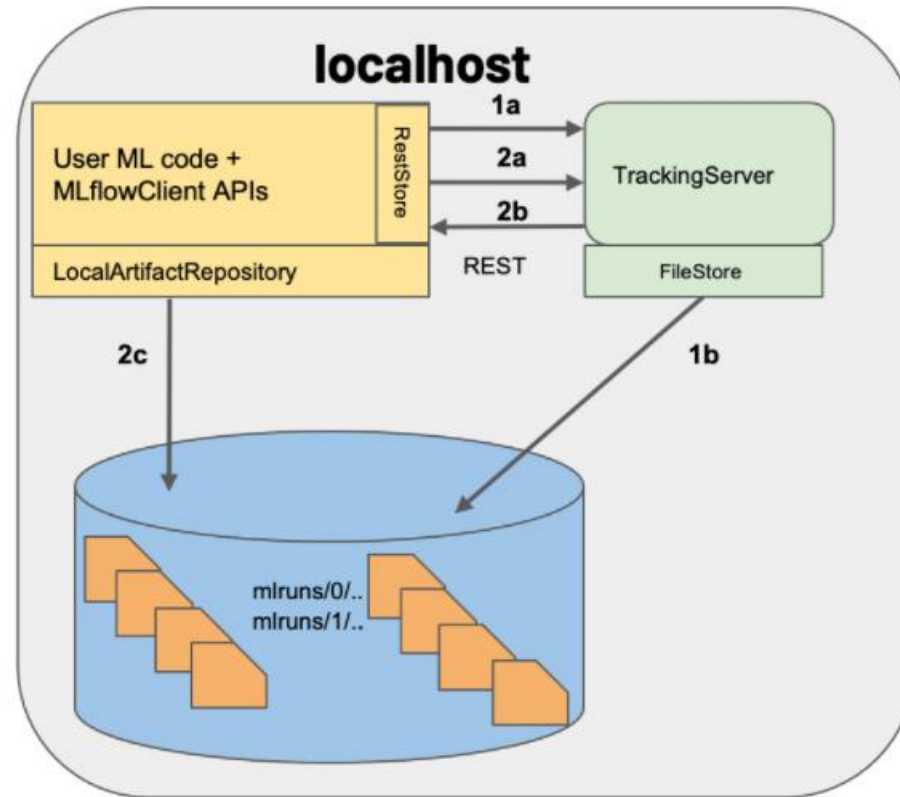 localhost
1a
User ML code +
MLflowClient APIs
RestStore
2a
TrackingServer
2b
LocalArtifactRepository
REST
FileStore
2c
1b
mlruns/0/..
mlruns/1/..